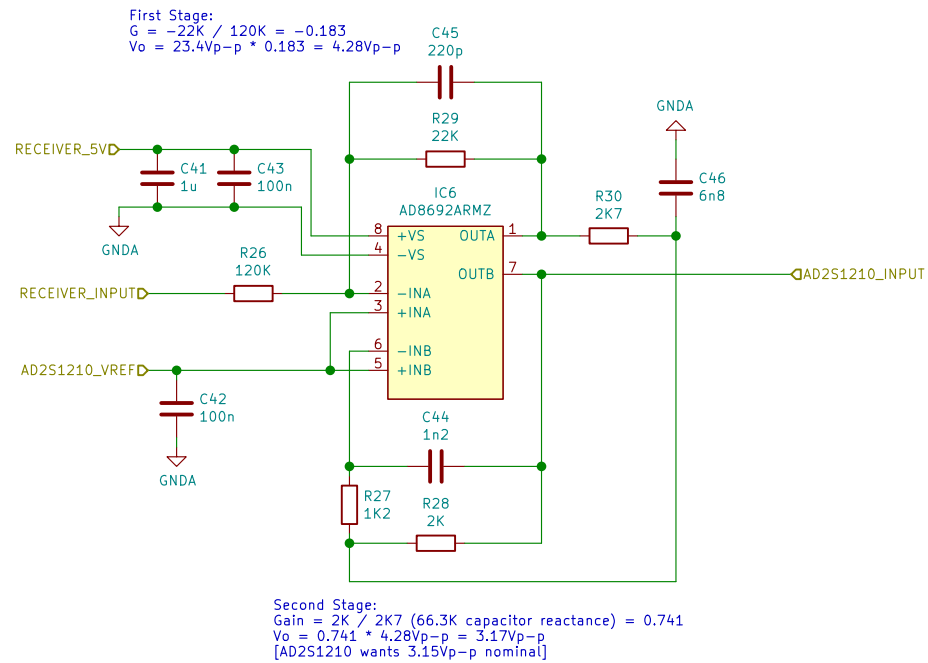 First Stage:
G = -22K / 120K = -0.183
Vo = 23.4Vp-p * 0.183 = 4.28Vp-p
C45
220p
GNDA
R29
22K
RECEIVER_5V
C41
1u
C43
100n
C46
6n8
IC6
AD8692ARMZ
R30
2K7
GNDA
8
+VS
OUTA
1
4
-VS
R26
120K
OUTB
7
AD2S1210_INPUT
RECEIVER_INPUT
2
-INA
3
+INA
6
-INB
AD2S1210_VREF
5
+INB
C42
100n
C44
1n2
GNDA
R27
1K2
R28
2K
Second Stage:
Gain = 2K / 2K7 (66.3K capacitor reactance) = 0.741
Vo = 0.741 * 4.28Vp-p = 3.17Vp-p
[AD2S1210 wants 3.15Vp-p nominal]